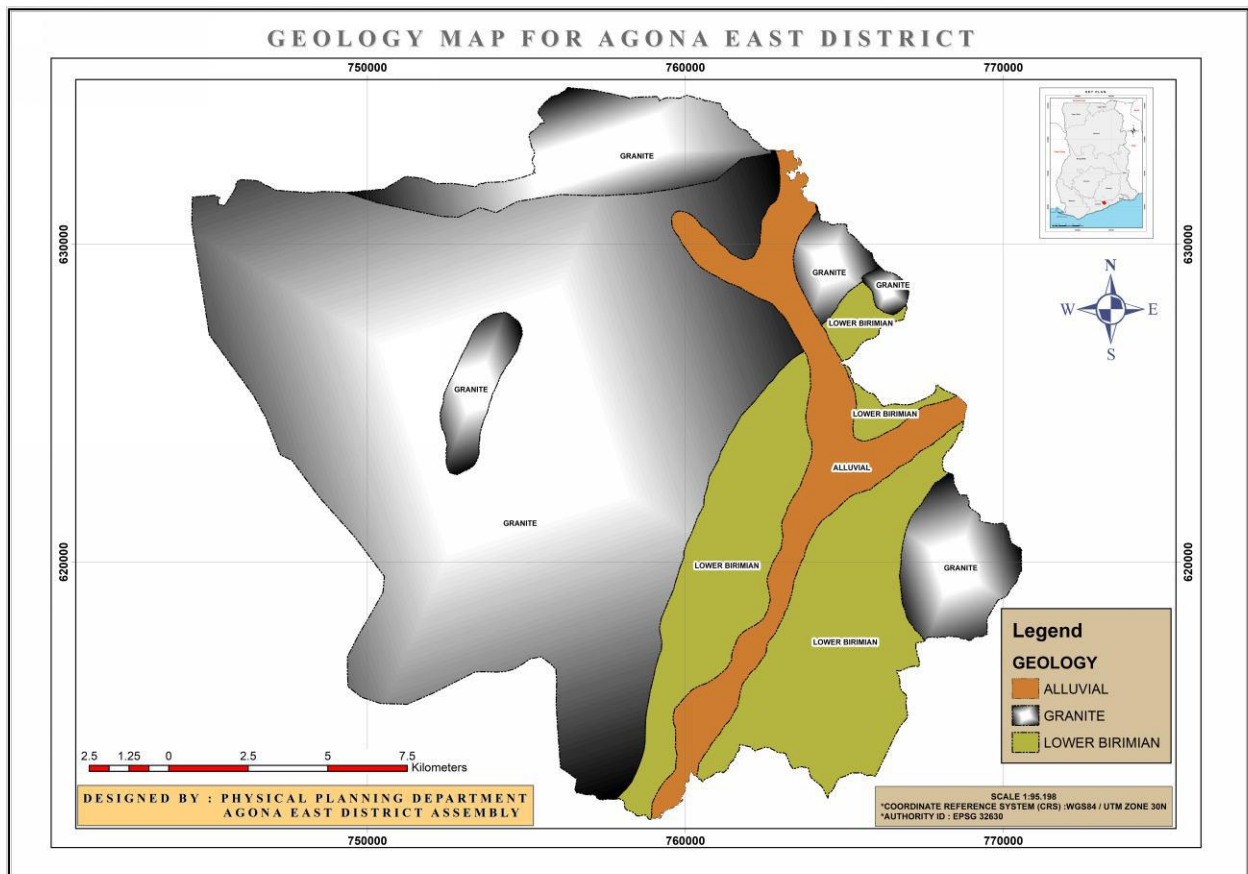 GEOLOGY MAP FOR AGONA EAST DISTRICT
750000 760000 770000
KEY PLAN
GRANITE
630000 630000
GRANITE
GRANITE
LOWER BIRIMIAN
N
W E
S
GRANITE
LOWER BIRIMIAN
ALLUVIAL
GRANITE
620000 620000
LOWER BIRIMIAN
GRANITE
LOWER BIRIMIAN
Legend
GEOLOGY
ALLUVIAL
GRANITE
LOWER BIRIMIAN
2.5 1.25 0 2.5 5 7.5
Kilometers
DESIGNED BY : PHYSICAL PLANNING DEPARTMENT
AGONA EAST DISTRICT ASSEMBLY
SCALE 1:95.198
*COORDINATE REFERENCE SYSTEM (CRS) :WGS84 / UTM ZONE 30N
*AUTHORITY ID : EPSG 32630
750000 760000 770000